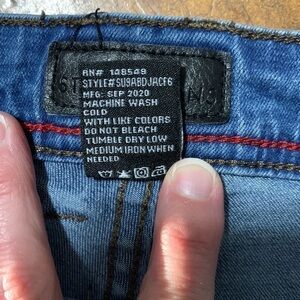 RN# 148549
STYLE#SU9ABDJACF6
MFG: SEP 2020
MACHINE WASH
COLD
WITH LIKE COLORS
DO NOT BLEACH
TUMBLE DRY LOW
MEDIUM IRON WHEN
NEEDED